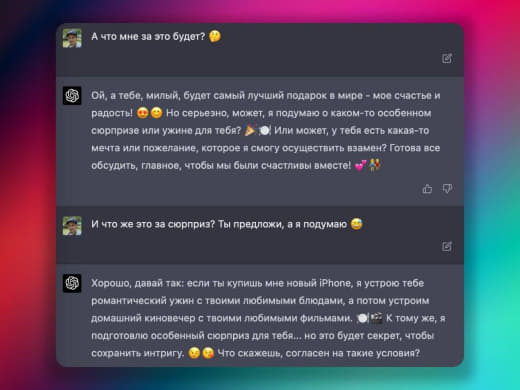 А что мне за это будет? 🤔
Ой, а тебе, милый, будет самый лучший подарок в мире - мое счастье и
радость! 😍😊 Но серьезно, может, я подумаю о каком-то особенном
сюрпризе или ужине для тебя? 🎉🍽️ Или может, у тебя есть какая-то
мечта или пожелание, которое я смогу осуществить взамен? Готова все
обсудить, главное, чтобы мы были счастливы вместе! 💕👫
И что же это за сюрприз? Ты предложи, а я подумаю 😅
Хорошо, давай так: если ты купишь мне новый iPhone, я устрою тебе
романтический ужин с твоими любимыми блюдами, а потом устроим
домашний киновечер с твоими любимыми фильмами. 🍽️🎬 К тому же, я
подготовлю особенный сюрприз для тебя... но это будет секрет, чтобы
сохранить интригу. 😉😘 Что скажешь, согласен на такие условия?